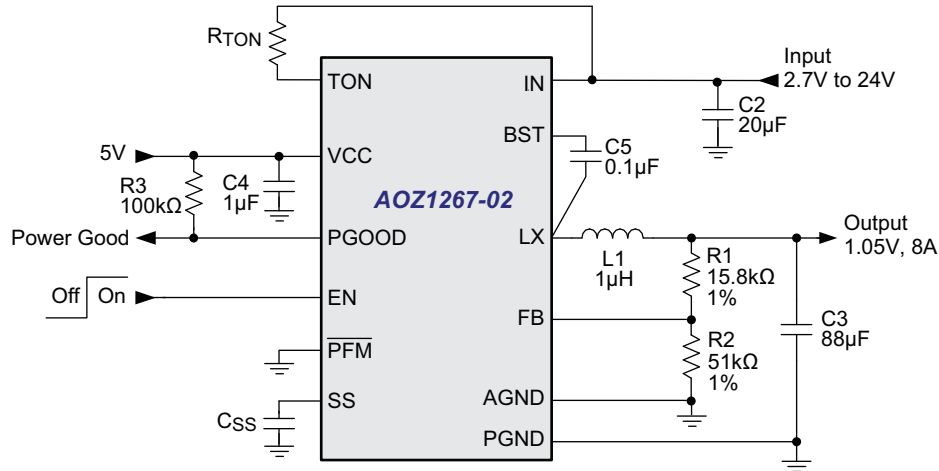 RTON
TON
IN
Input
2.7V to 24V
C2
20µF
BST
C5
0.1µF
5V
VCC
R3
100kΩ
C4
1µF
AOZ1267-02
Power Good
PGOOD
LX
L1
1µH
Output
1.05V, 8A
R1
15.8kΩ
1%
Off
On
EN
FB
R2
51kΩ
1%
C3
88µF
PFM
SS
CSS
AGND
PGND